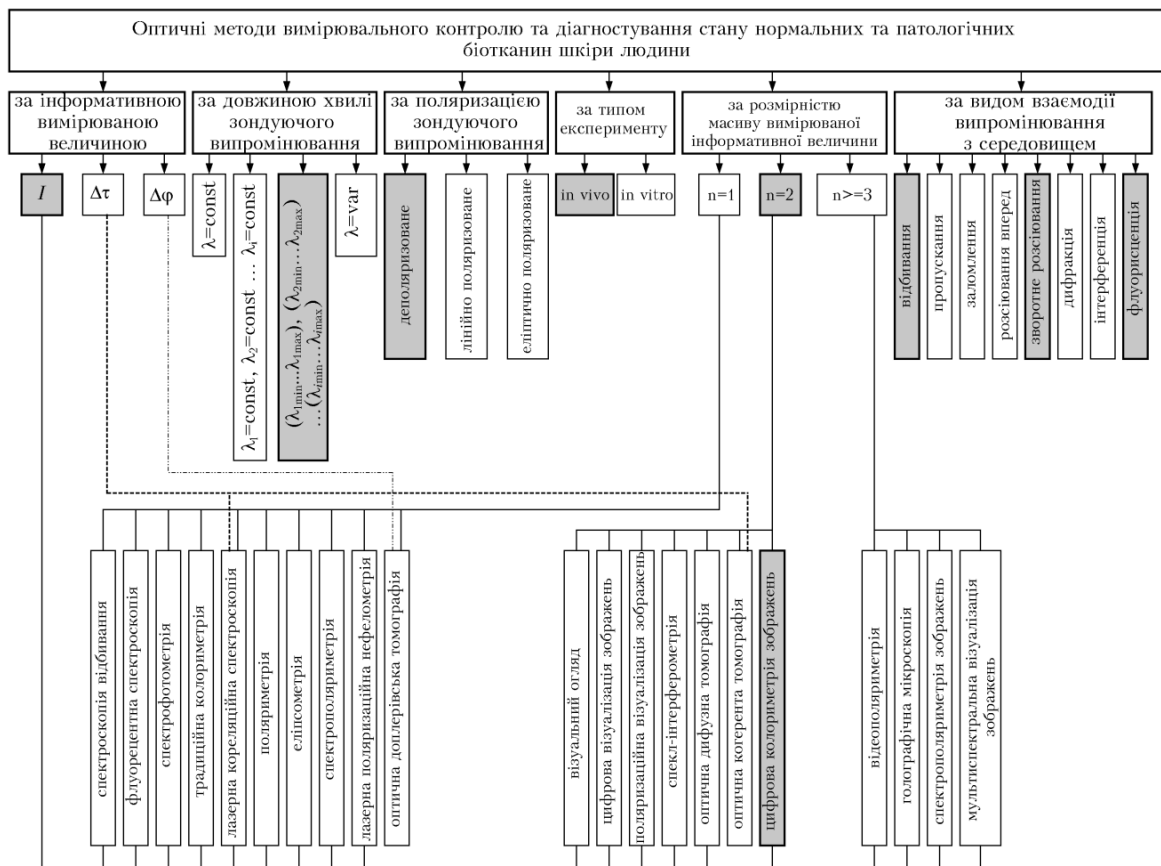 Оптичні методи вимірювального контролю та діагностування стану нормальних та патологічних
біотканин шкіри людини
за інформативною
вимірюваною
величиною
за довжиною хвилі
зондуючого
випромінювання
за поляризацією
зондуючого
випромінювання
за типом
експерименту
за розмірністю
масиву вимірюваної
інформативної величини
за видом взаємодії
випромінювання
з середовищем
I
Δτ
Δφ
λ=const
λ₁=const, λ₂=const ... λᵢ=const
(λ₁min...λ₁max), (λ₂min...λ₂max)
...(λimin...λimax)
λ=var
деполяризоване
лінійно поляризоване
еліптично поляризоване
in vivo
in vitro
n=1
n=2
n>=3
відбивання
пропускання
заломлення
розсіювання вперед
зворотне розсіювання
дифракція
інтерференція
флуорисценція
спектроскопія відбивання
флуорецентна спектроскопія
спектрофотометрія
традиційна колориметрія
лазерна кореляційна спектроскопія
поляриметрія
еліпсометрія
спектрополяриметрія
лазерна поляризаційна нефелометрія
оптична доплерівська томографія
візуальний огляд
цифрова візуалізація зображень
поляризаційна візуалізація зображень
спекл-інтерферометрія
оптична дифузна томографія
оптична когерента томографія
цифрова колориметрія зображень
відеополяриметрія
голографічна мікроскопія
спектрополяриметрія зображень
мультиспектральна візуалізація
зображень